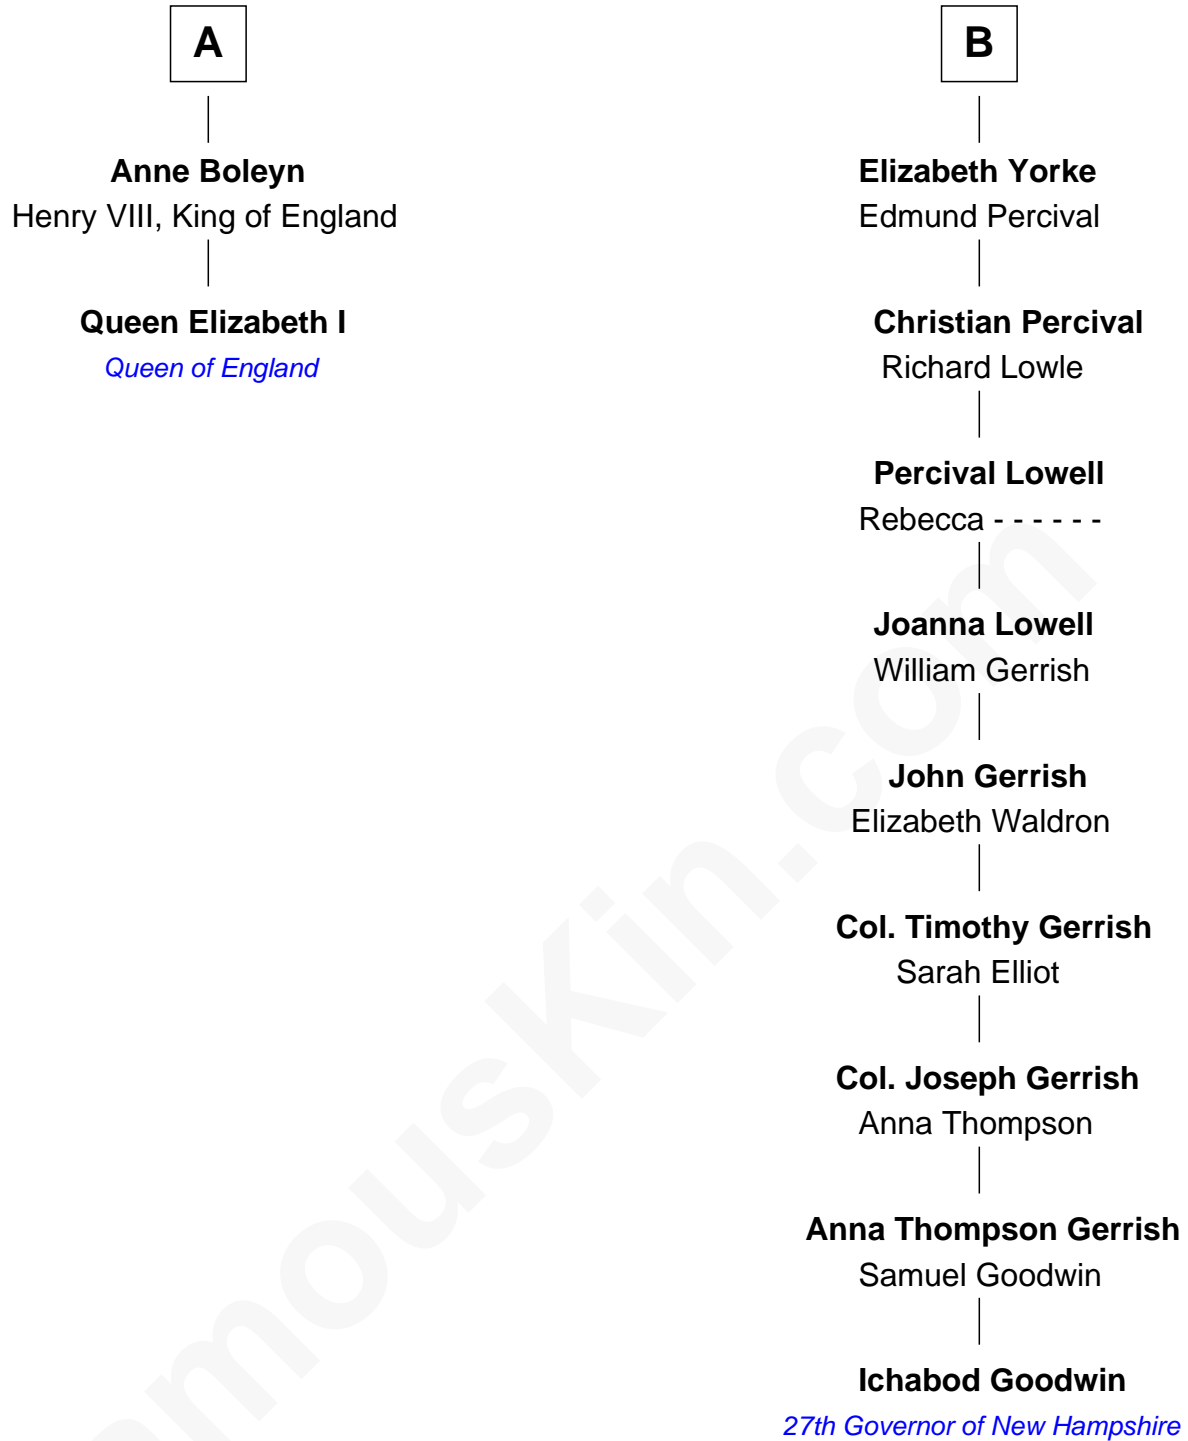 A
Anne Boleyn
Henry VIII, King of England
Queen Elizabeth I
Queen of England
B
Elizabeth Yorke
Edmund Percival
Christian Percival
Richard Lowle
Percival Lowell
Rebecca - - - - - -
Joanna Lowell
William Gerrish
John Gerrish
Elizabeth Waldron
Col. Timothy Gerrish
Sarah Elliot
Col. Joseph Gerrish
Anna Thompson
Anna Thompson Gerrish
Samuel Goodwin
Ichabod Goodwin
27th Governor of New Hampshire
amouskin.com